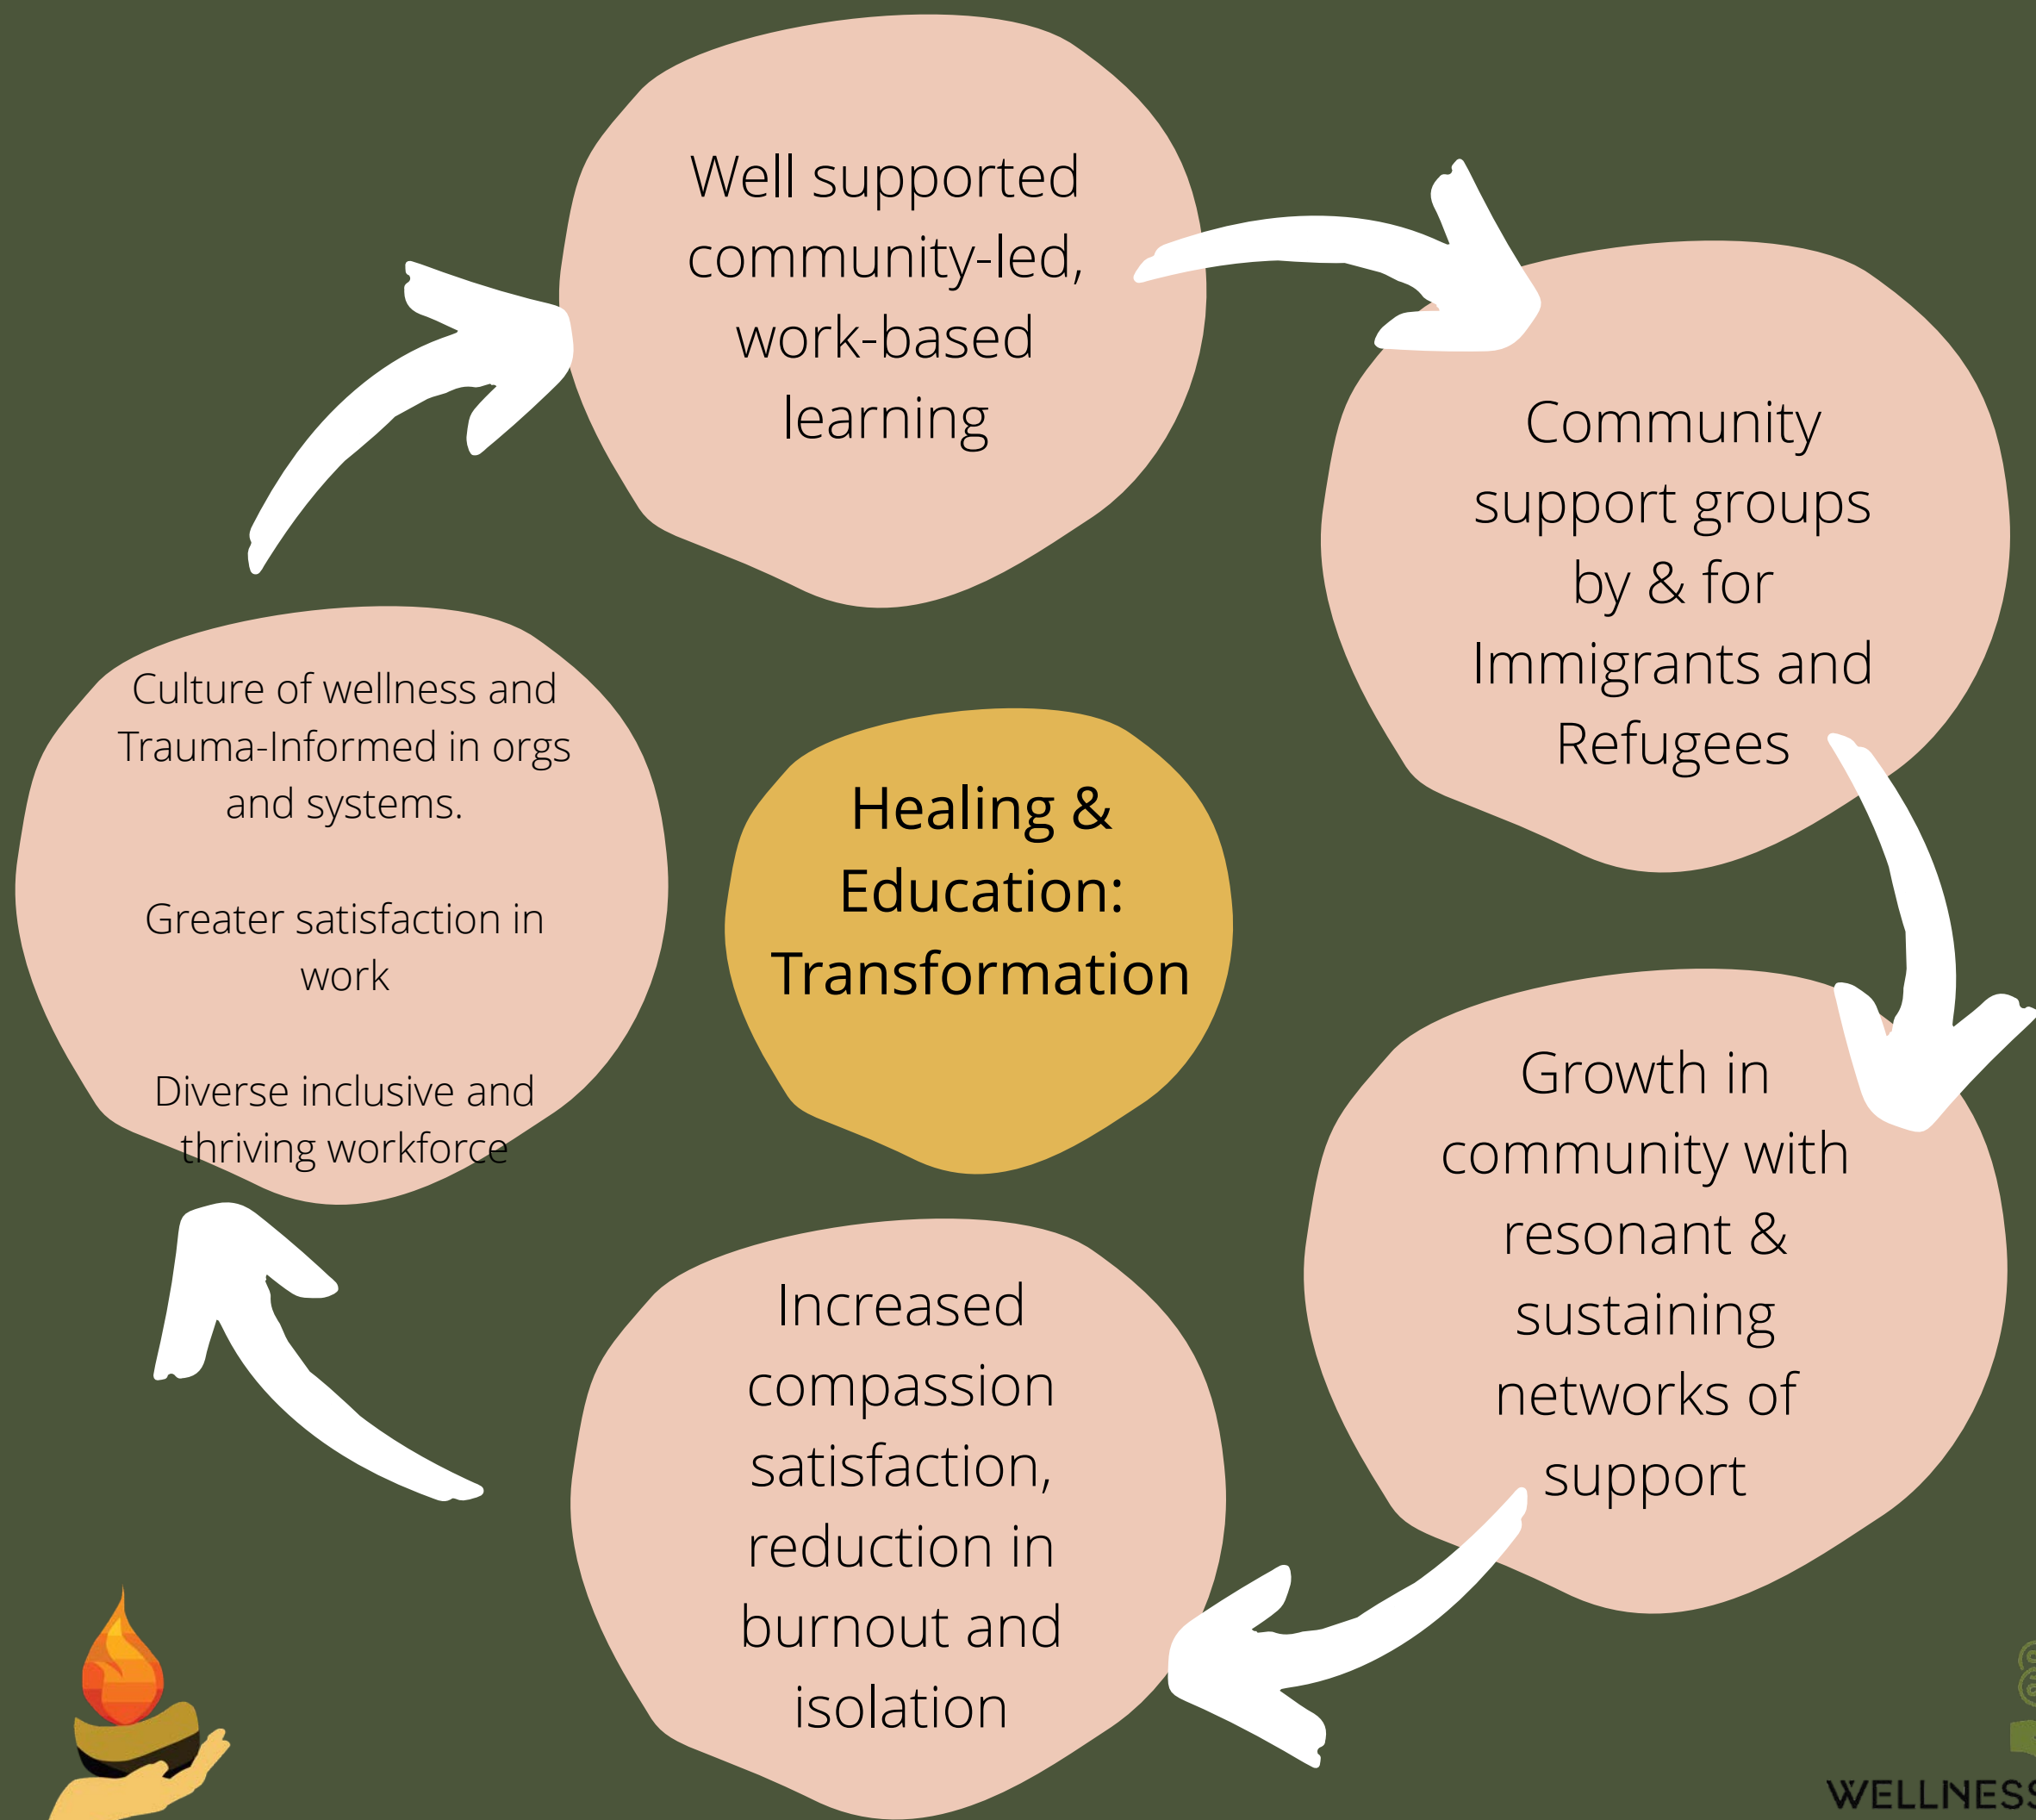 Well supported
community-led,
work-based
learning
Community
support groups
by & for
Immigrants and
Refugees
Growth in
community with
resonant &
sustaining
networks of
support
Increased
compassion
satisfaction,
reduction in
burnout and
isolation
Culture of wellness and
Trauma-Informed in orgs
and systems.
Greater satisfaction in
work
Diverse inclusive and
thriving workforce
Healing &
Education:
Transformation
WELLNESS